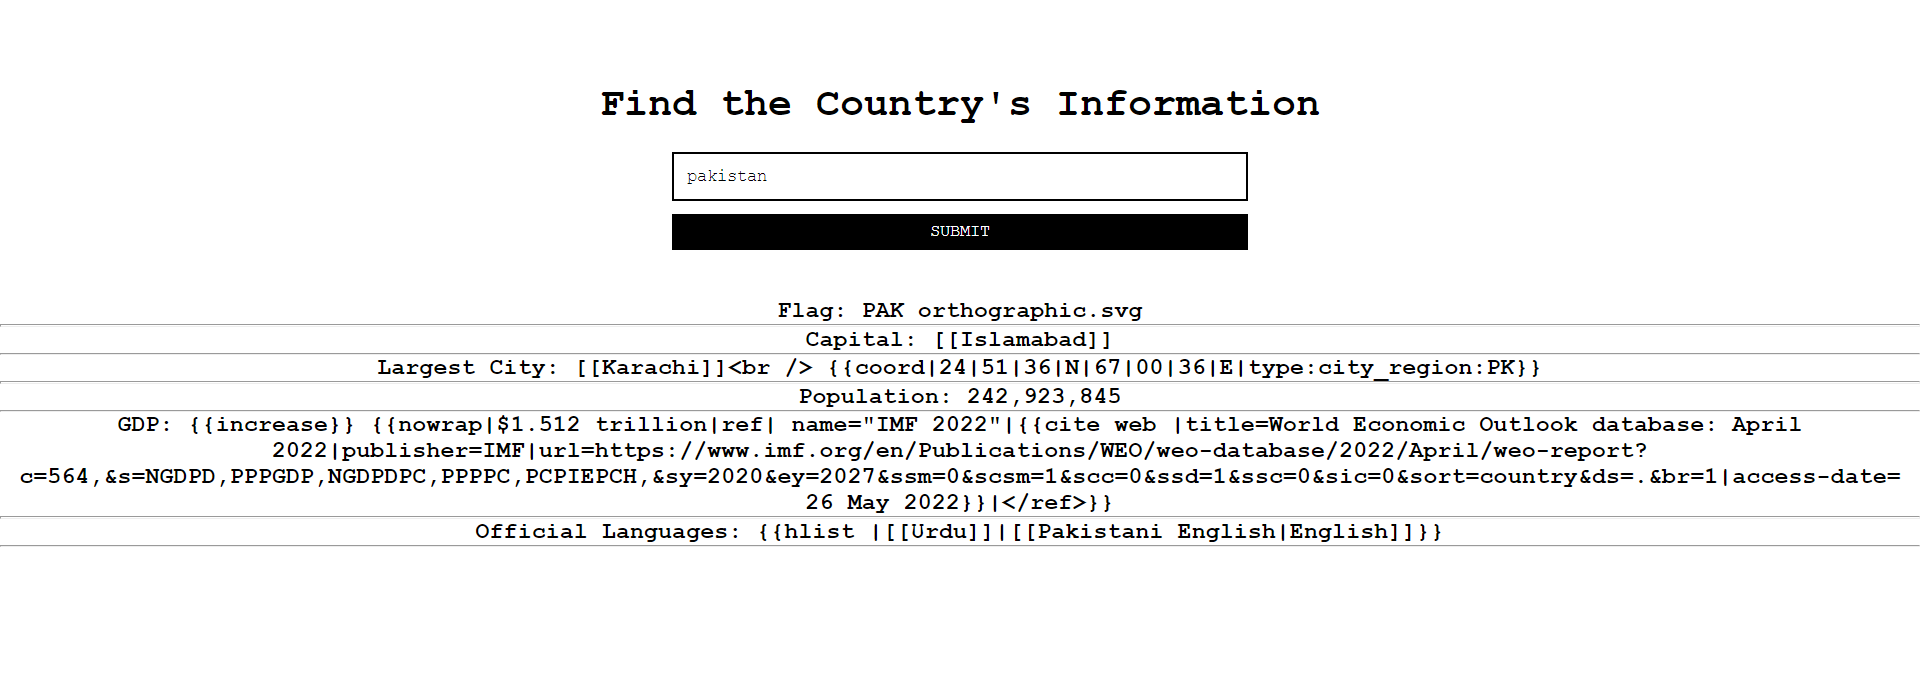 Find the Country's Information
pakistan
SUBMIT
Flag: PAK orthographic.svg
Capital: [[Islamabad]]
Largest City: [[Karachi]]<br /> {{coord|24|51|36|N|67|00|36|E|type:city_region:PK}}
Population: 242,923,845
GDP: {{increase}} {{nowrap|$1.512 trillion|ref| name="IMF 2022"|{{cite web |title=World Economic Outlook database: April
2022|publisher=IMF|url=https://www.imf.org/en/Publications/WEO/weo-database/2022/April/weo-report?
c=564,&s=NGDPD,PPPGDP,NGDPDPC,PPPPC,PCPIEPCH,&sy=2020&ey=2027&ssm=0&scsm=1&scc=0&ssd=1&ssc=0&sic=0&sort=country&ds=.&br=1|access-date=
26 May 2022}}|</ref>}}
Official Languages: {{hlist |[[Urdu]]|[[Pakistani English|English]]}}